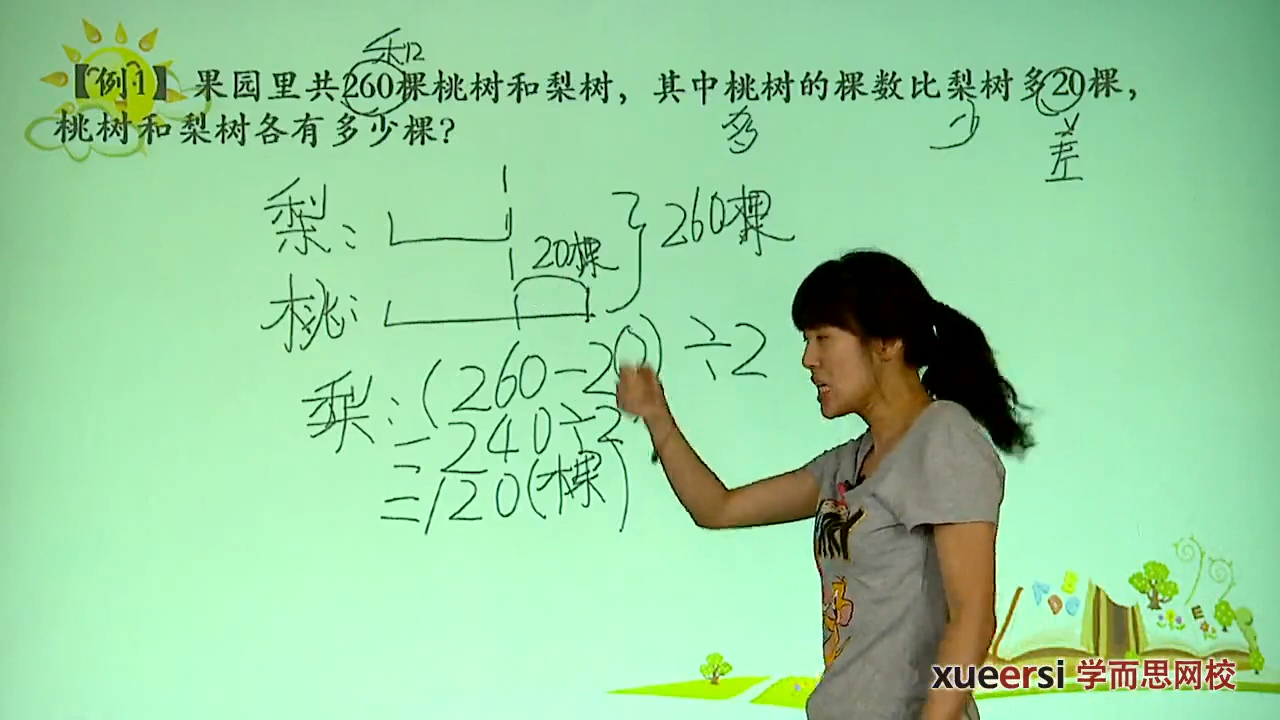 和
【例1】果园里共260棵桃树和梨树，其中桃树的棵数比梨树多20棵，
桃树和梨树各有多少棵？
多 少 差
梨：
20棵
260棵
桃：
梨：(260-20)÷2
=240÷2
=120(棵)
xueersi 学而思网校